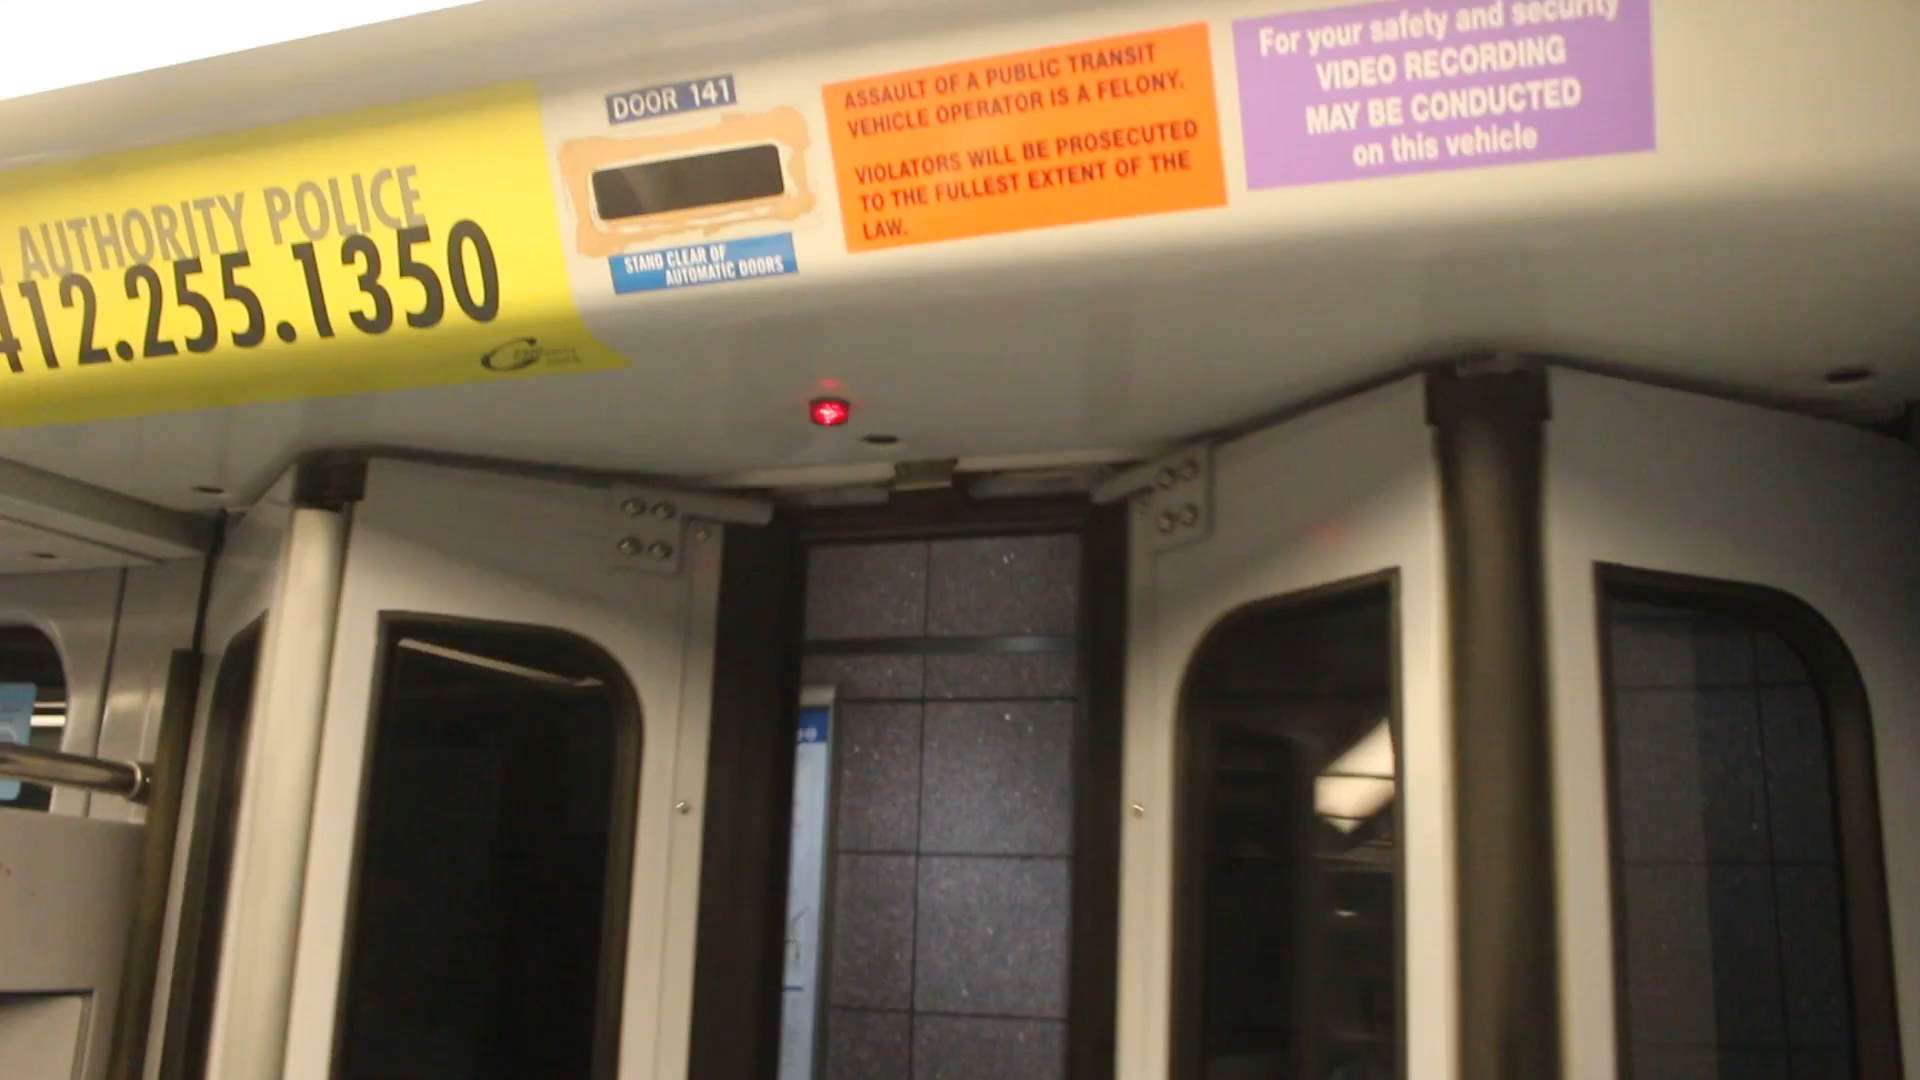 AUTHORITY POLICE
412.255.1350
DOOR 141
STAND CLEAR OF
AUTOMATIC DOORS
ASSAULT OF A PUBLIC TRANSIT
VEHICLE OPERATOR IS A FELONY.
VIOLATORS WILL BE PROSECUTED
TO THE FULLEST EXTENT OF THE
LAW.
For your safety and security
VIDEO RECORDING
MAY BE CONDUCTED
on this vehicle